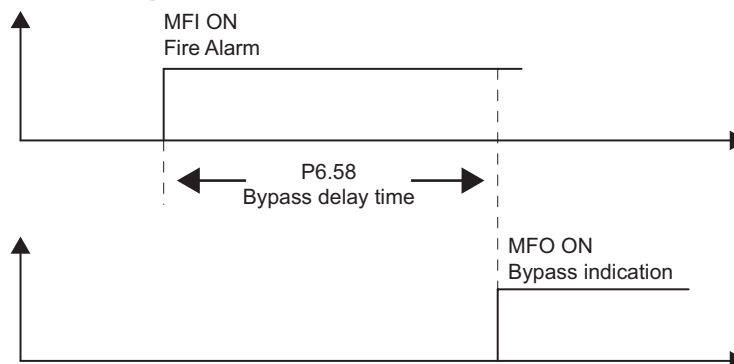 MFI ON
Fire Alarm
P6.58
Bypass delay time
MFO ON
Bypass indication